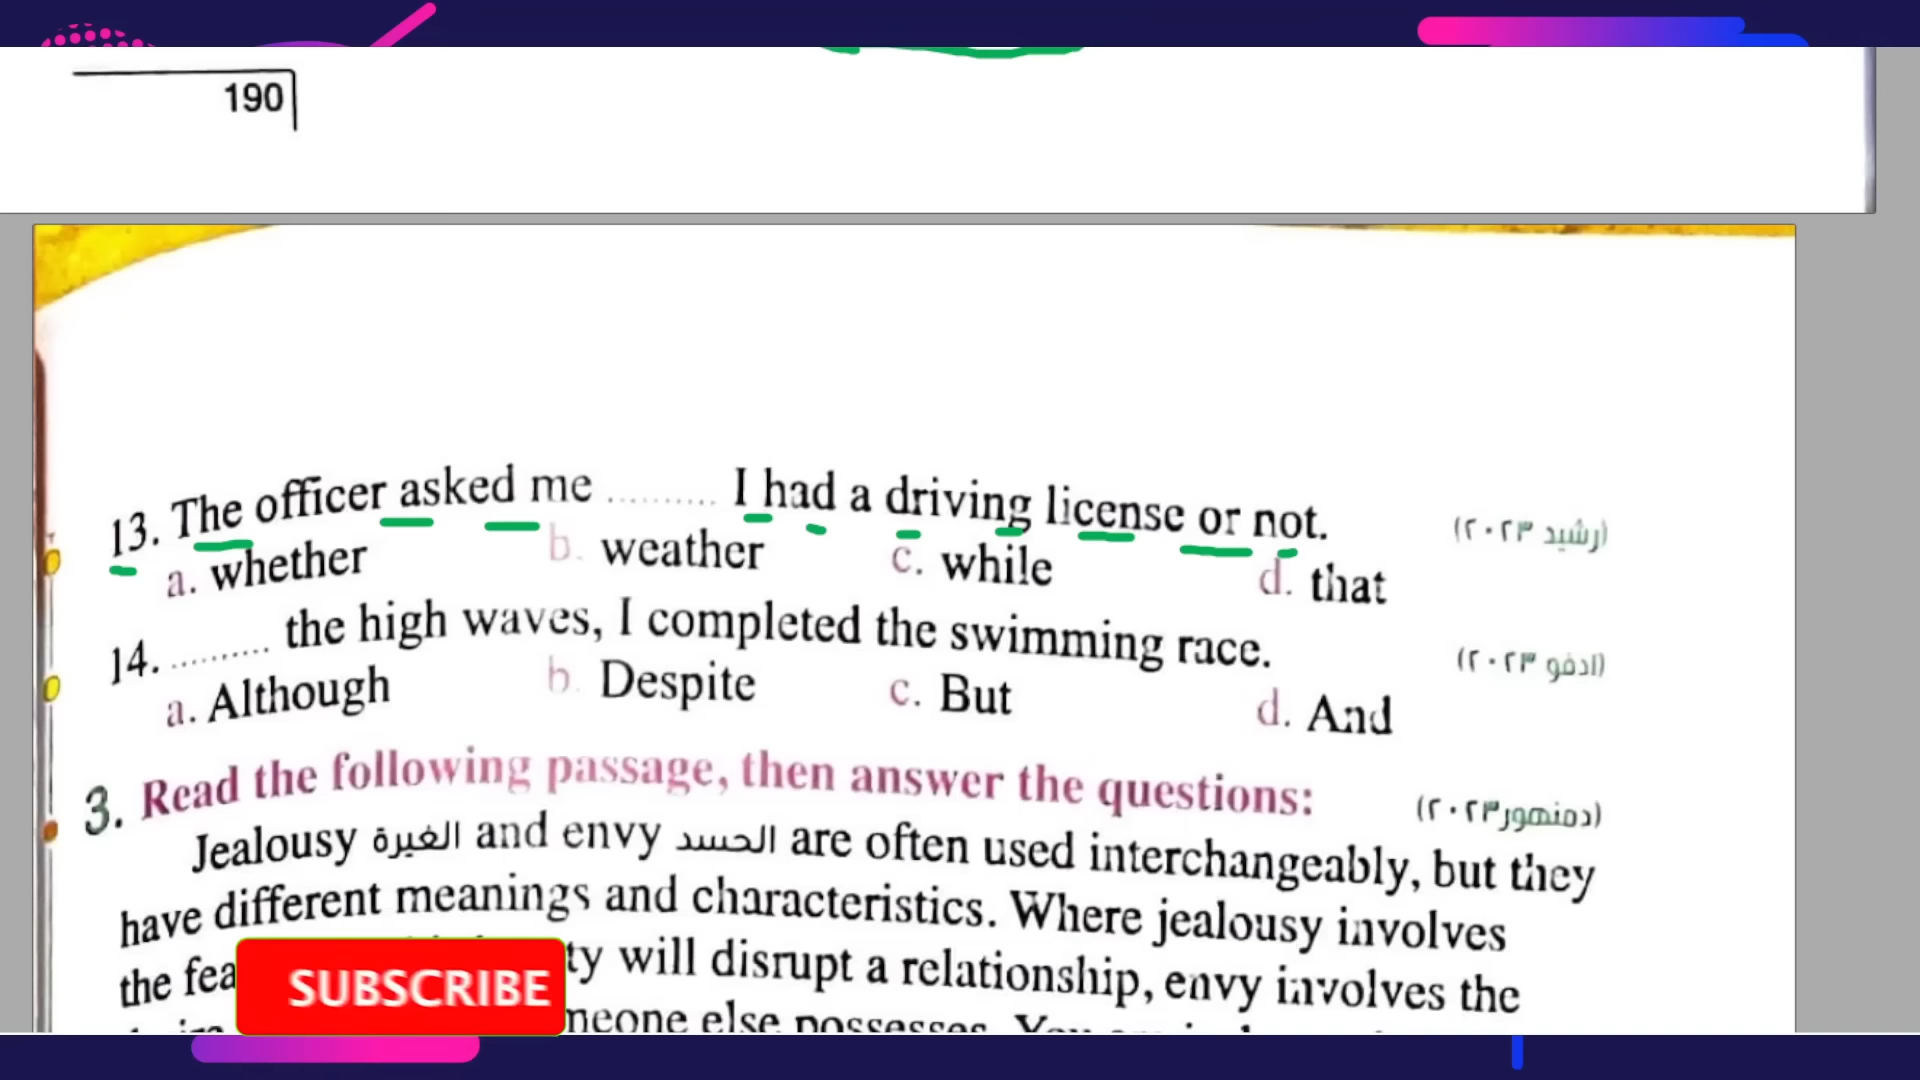 190
13. The officer asked me .......... I had a driving license or not. (رشيد ٢٠٢٣)
a. whether b. weather c. while d. that
14. .......... the high waves, I completed the swimming race. (ادفو ٢٠٢٣)
a. Although b. Despite c. But d. And
3. Read the following passage, then answer the questions: (دمنهور٢٠٢٣)
Jealousy الغيرة and envy الحسد are often used interchangeably, but they
have different meanings and characteristics. Where jealousy involves
the will disrupt a relationship, envy involves the
else possesses.
SUBSCRIBE